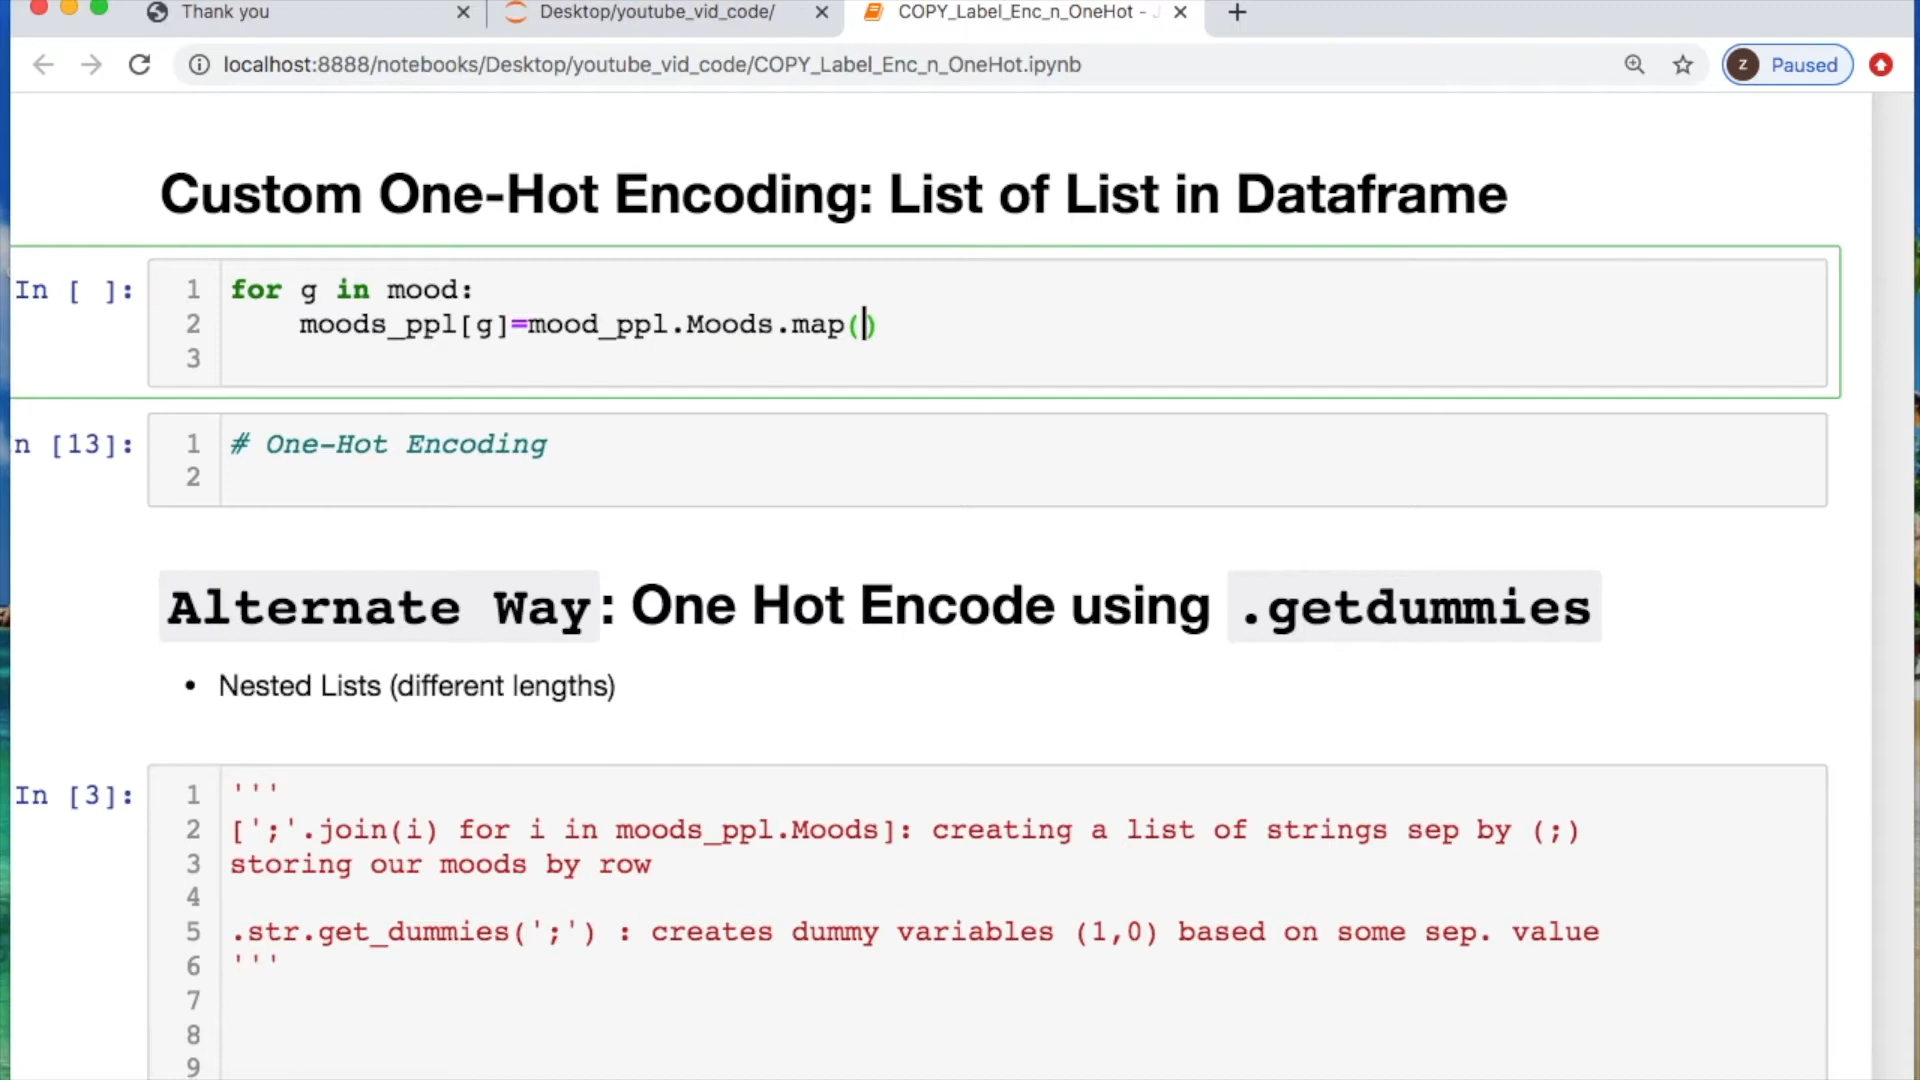 Thank you
Desktop/youtube_vid_code/
COPY_Label_Enc_n_OneHot -
localhost:8888/notebooks/Desktop/youtube_vid_code/COPY_Label_Enc_n_OneHot.ipynb
z Paused
Custom One-Hot Encoding: List of List in Dataframe
In [ ]:
1 for g in mood:
2 moods_ppl[g]=mood_ppl.Moods.map()
3
n [13]:
1 # One-Hot Encoding
2
Alternate Way: One Hot Encode using .getdummies
• Nested Lists (different lengths)
In [3]:
1 '''
2 [';'.join(i) for i in moods_ppl.Moods]: creating a list of strings sep by (;)
3 storing our moods by row
4
5 .str.get_dummies(';') : creates dummy variables (1,0) based on some sep. value
6 '''
7
8
9